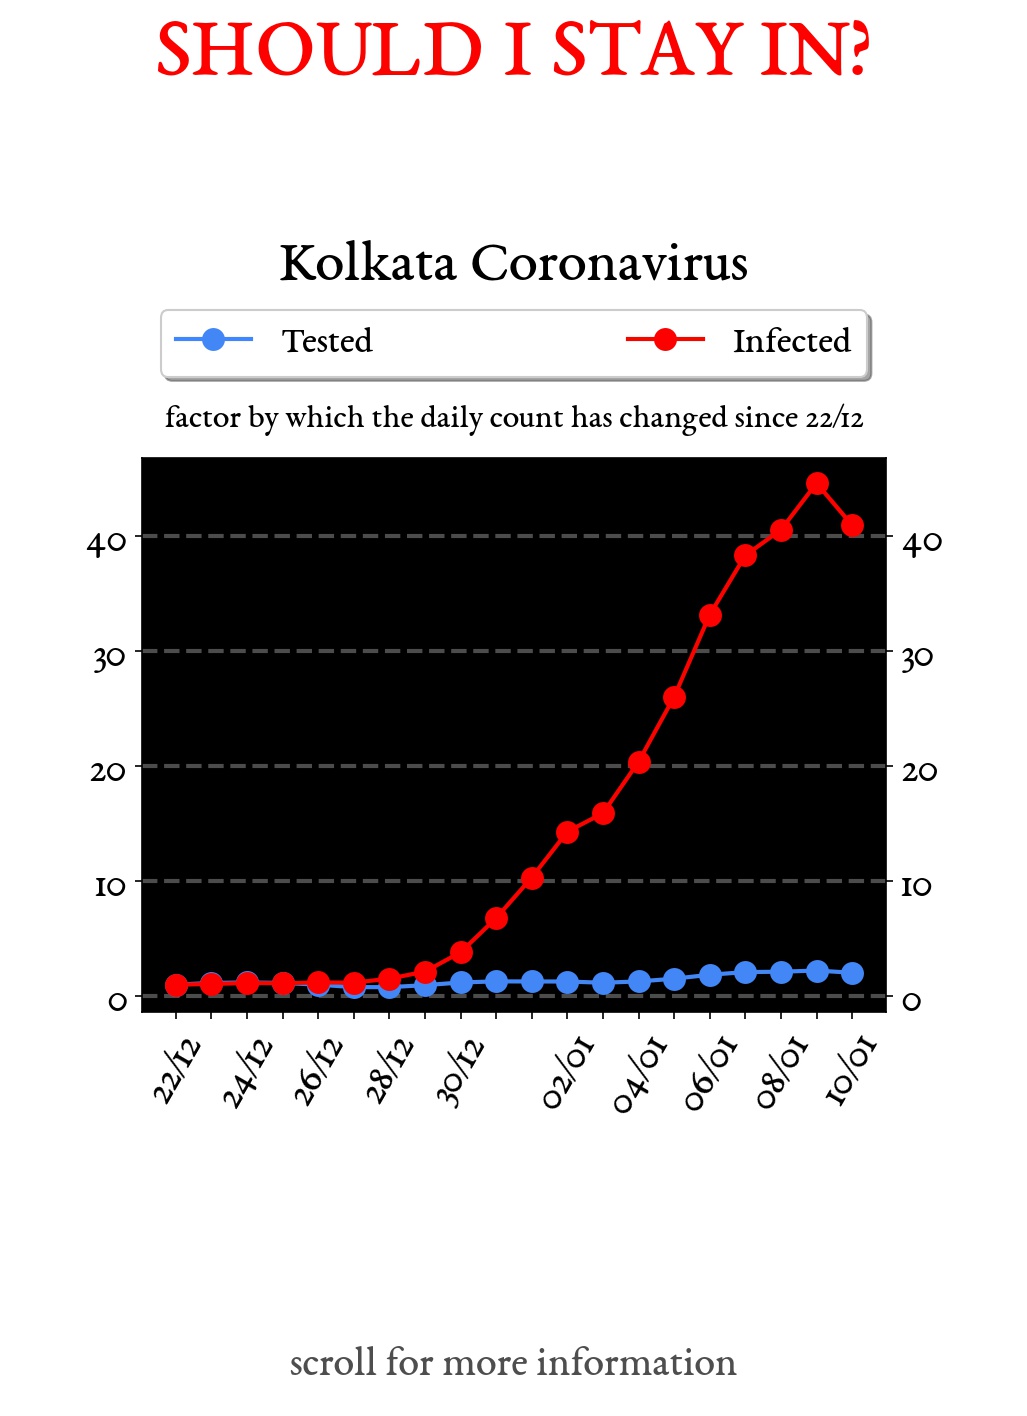 SHOULD I STAY IN?
Kolkata Coronavirus
Tested Infected
factor by which the daily count has changed since 22/12
40 40
30 30
20 20
10 10
0 0
22/12 24/12 26/12 28/12 30/12 02/01 04/01 06/01 08/01 10/01
scroll for more information